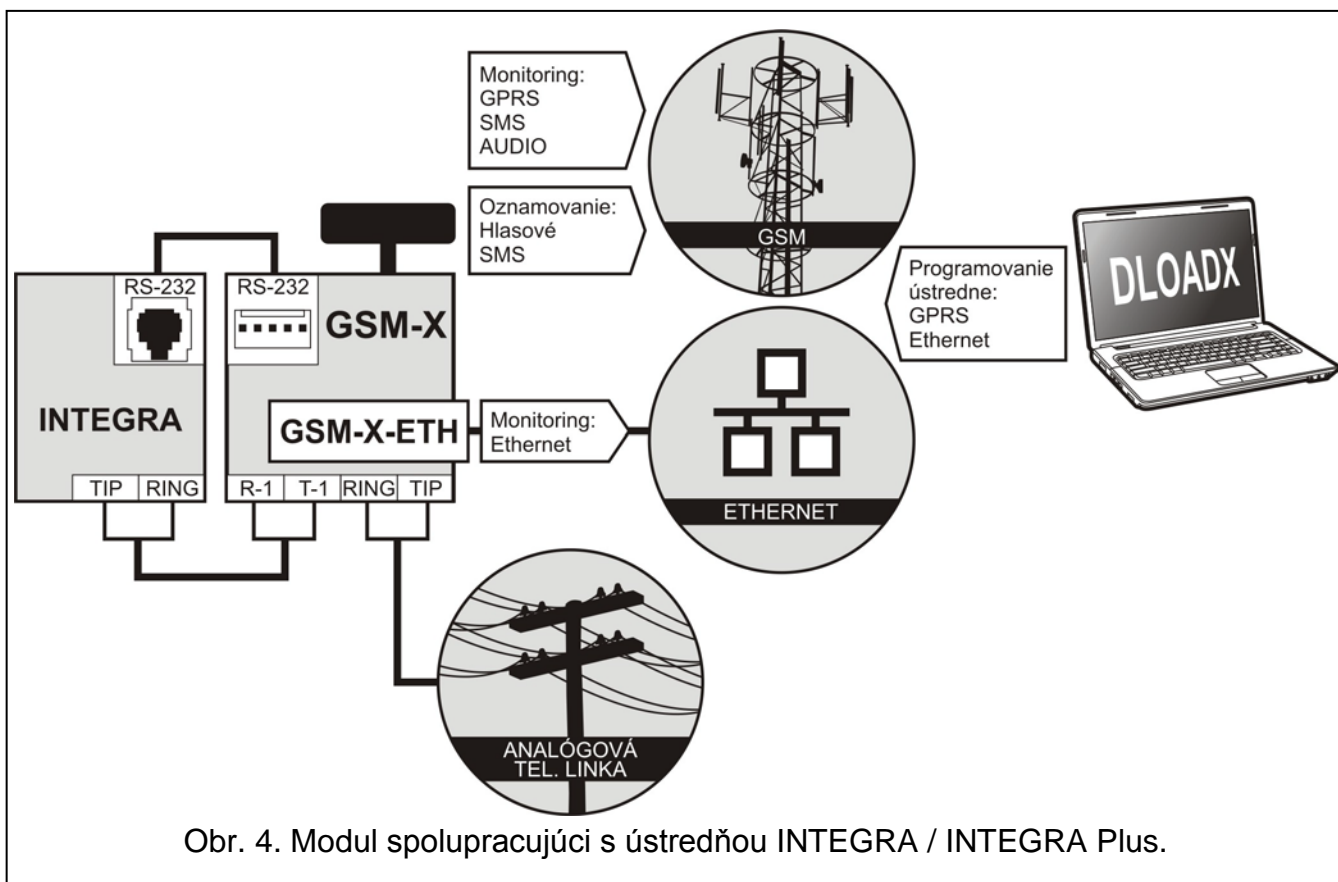 Monitoring:
GPRS
SMS
AUDIO
Oznamovanie:
Hlasové
SMS
GSM
Programovanie
ústredne:
GPRS
Ethernet
DLOADX
RS-232
RS-232
GSM-X
INTEGRA
GSM-X-ETH
Monitoring:
Ethernet
TIP RING
R-1 T-1 RING TIP
ETHERNET
ANALÓGOVÁ
TEL. LINKA
Obr. 4. Modul spolupracujúci s ústredňou INTEGRA / INTEGRA Plus.